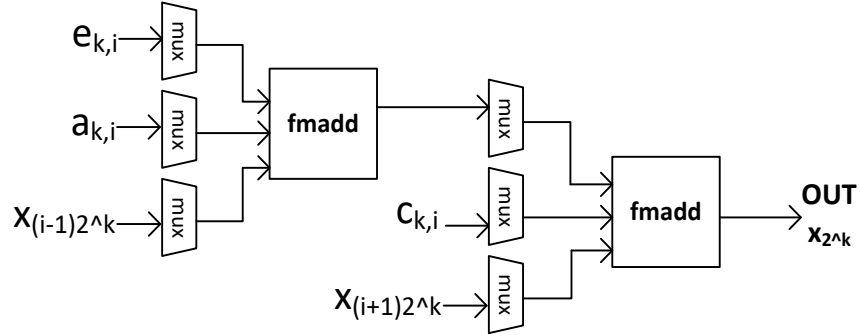 e_{k,i}
mux
a_{k,i}
mux
x_{(i-1)2^k}
mux
fmadd
mux
c_{k,i}
mux
x_{(i+1)2^k}
mux
fmadd
OUT
x_{2^k}